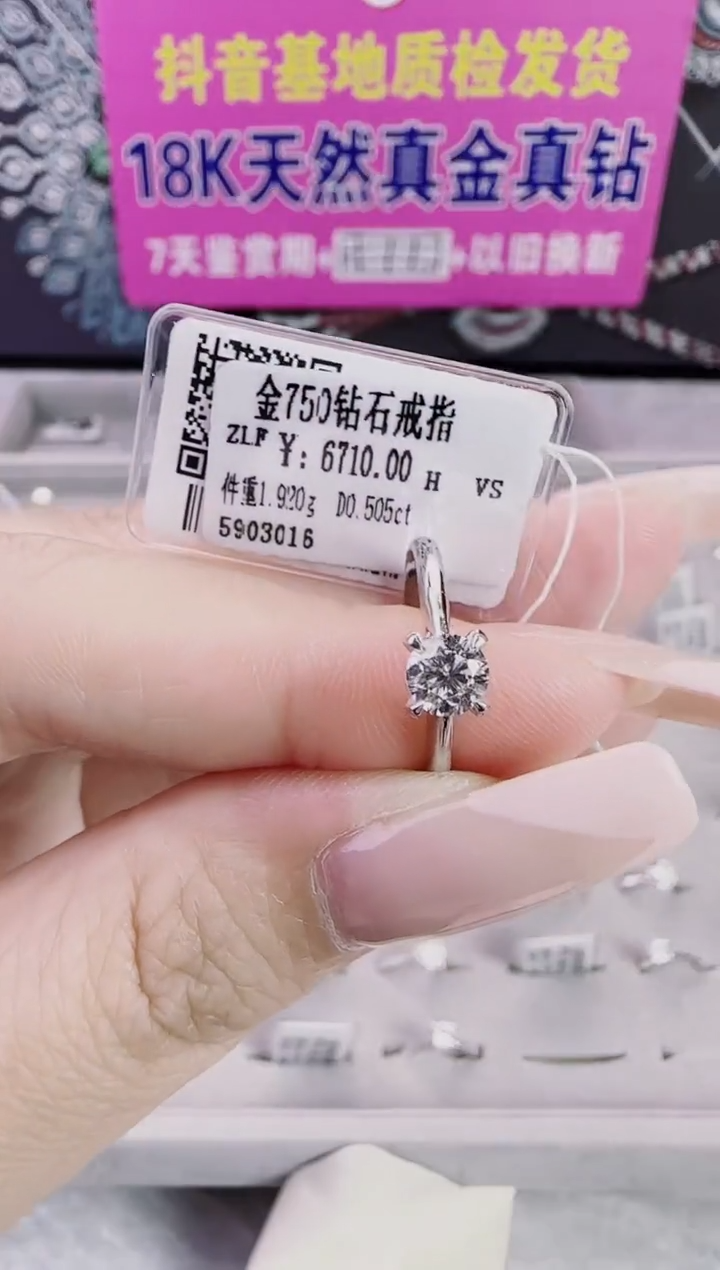 抖音基地质检发货
18K天然真金真钻
7天鉴赏期
以旧换新
金750钻石戒指
ZLF ¥: 6710.00 H VS
件重1.920g D0.505ct
5903016